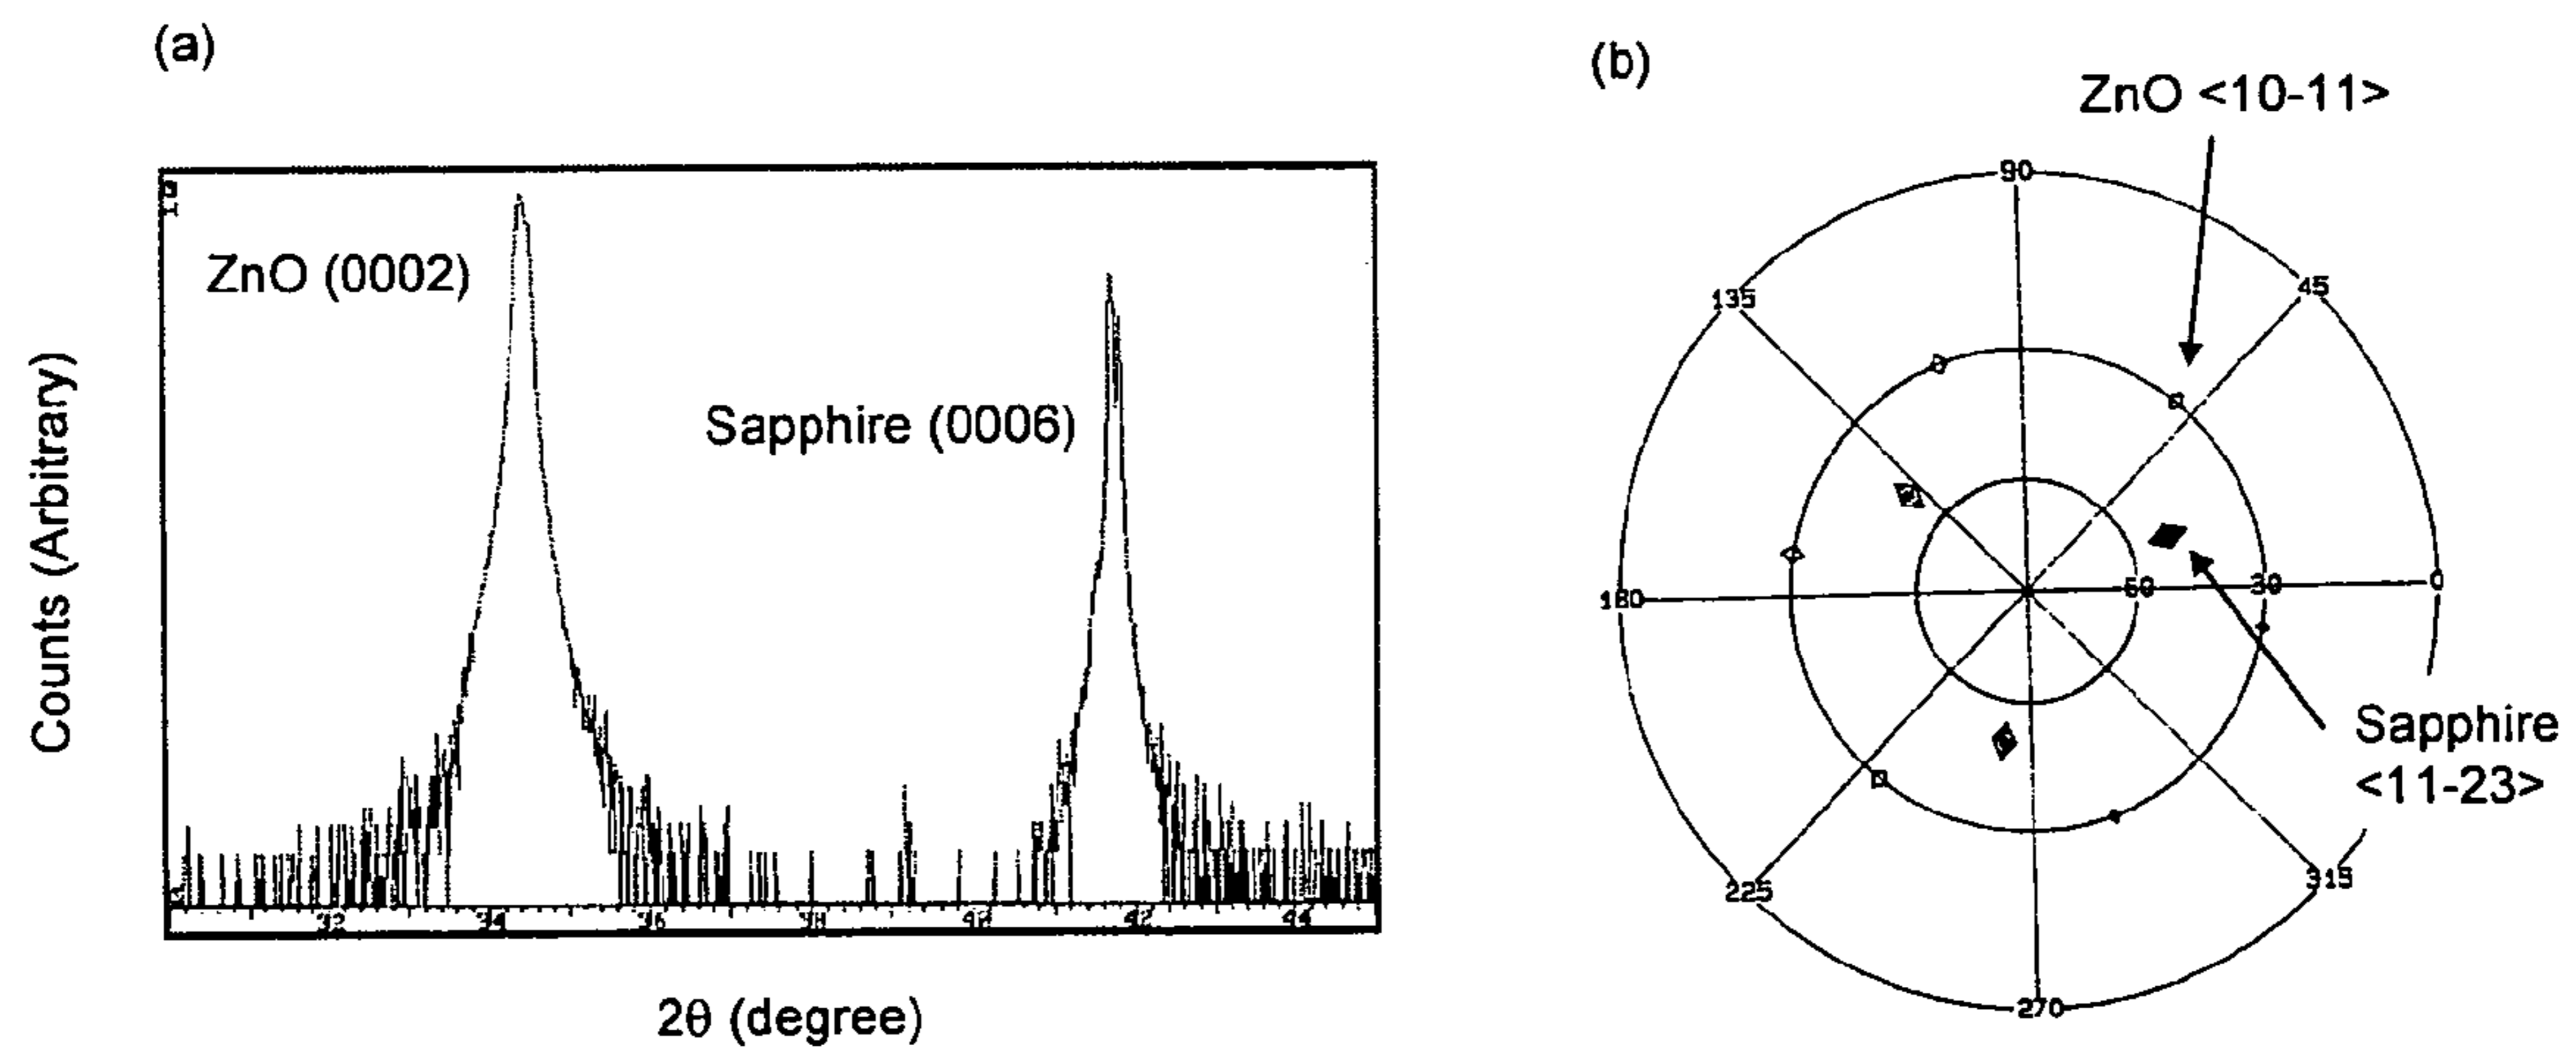 (a)
ZnO (0002)
Sapphire (0006)
Counts (Arbitrary)
32 34 36 38 40 42 44
2θ (degree)
(b)
ZnO <10-11>
90
135
45
180
60
30
0
Sapphire
<11-23>
225
315
270